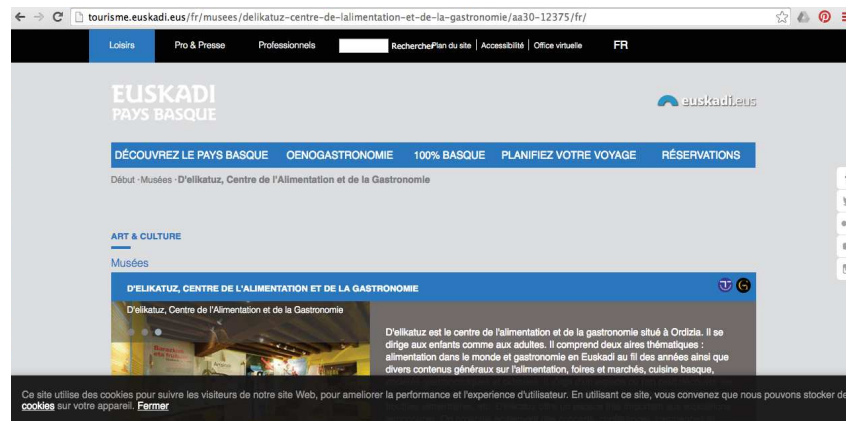 tourisme.euskadi.eus/fr/musees/delikatuz-centre-de-lalimentation-et-de-la-gastronomie/aa30-12375/fr/
Loisirs Pro & Presse Professionnels Recherche Plan du site | Accessibilité | Office virtuelle FR
EUSKADI
PAYS BASQUE
euskadi.eus
DÉCOUVREZ LE PAYS BASQUE OENOGASTRONOMIE 100% BASQUE PLANIFIEZ VOTRE VOYAGE RÉSERVATIONS
Début · Musées · D'elikatuz, Centre de l'Alimentation et de la Gastronomie
ART & CULTURE
Musées
D'ELIKATUZ, CENTRE DE L'ALIMENTATION ET DE LA GASTRONOMIE
D'elikatuz, Centre de l'Alimentation et de la Gastronomie
D'elikatuz est le centre de l'alimentation et de la gastronomie situé à Ordizia. Il se
dirige aux enfants comme aux adultes. Il comprend deux aires thématiques :
alimentation dans le monde et gastronomie en Euskadi au fil des années ainsi que
divers contenus généraux sur l'alimentation, foires et marchés, cuisine basque,
Ce site utilise des cookies pour suivre les visiteurs de notre site Web, pour ameliorer la performance et l'experience d'utilisateur. En utilisant ce site, vous convenez que nous pouvons stocker de
cookies sur votre appareil. Fermer